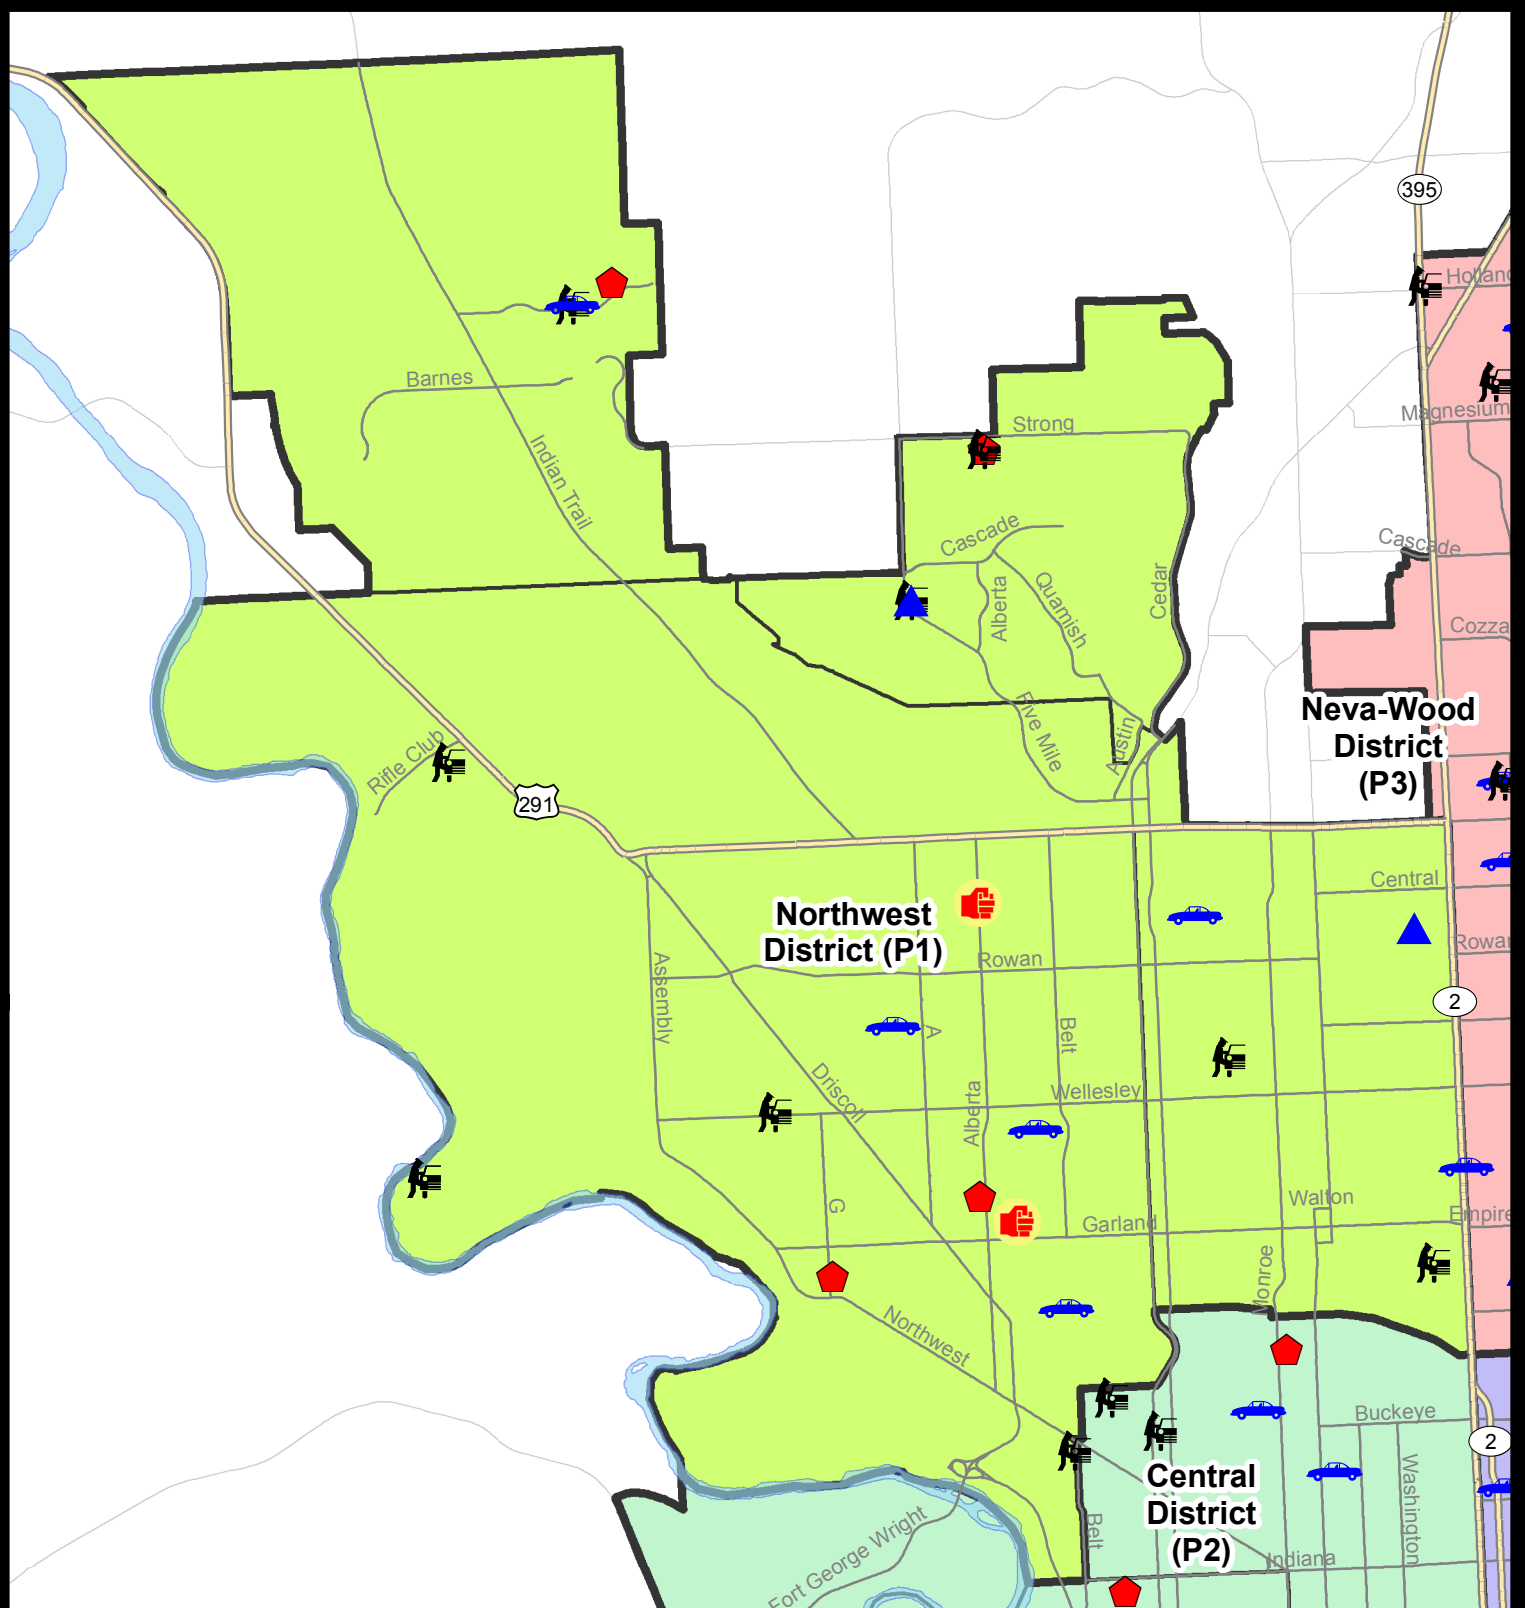 395
Holland
Barnes
Magnesium
Strong
Indian Trail
Cascade
Cascade
Alberta
Quamish
Cedar
Cozza
Neva-Wood
District
(P3)
Five Mile
Austin
Rifle Club
291
Central
Northwest
District (P1)
Rowan
Rowan
Assembly
2
A
Belt
Driscoll
Wellesley
Alberta
G
Garland
Walton
Empire
Monroe
Northwest
Buckeye
2
Washington
Central
District
(P2)
Belt
Indiana
Fort George Wright